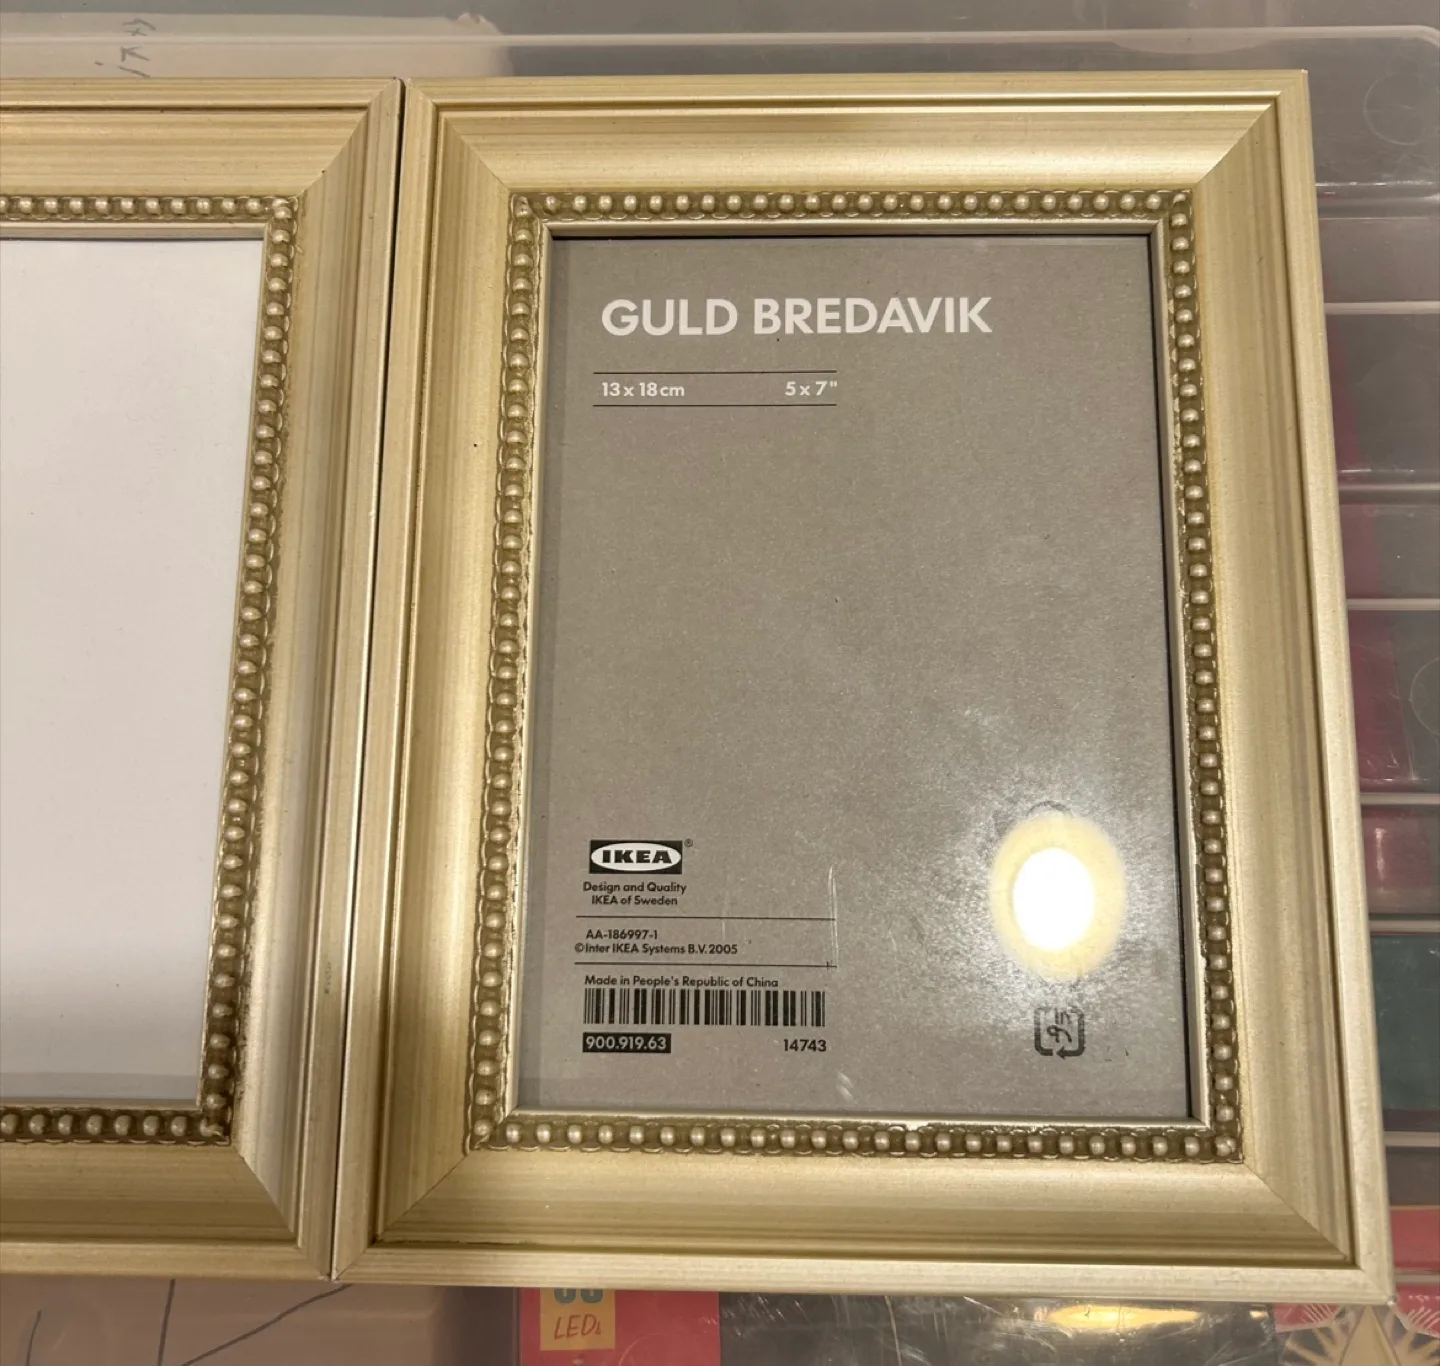 GULD BREDAVIK
13 x 18 cm 5 x 7"
IKEA®
Design and Quality
IKEA of Sweden
AA-186997-1
©Inter IKEA Systems B.V. 2005
Made in People's Republic of China
900.919.63 14743
LEDs